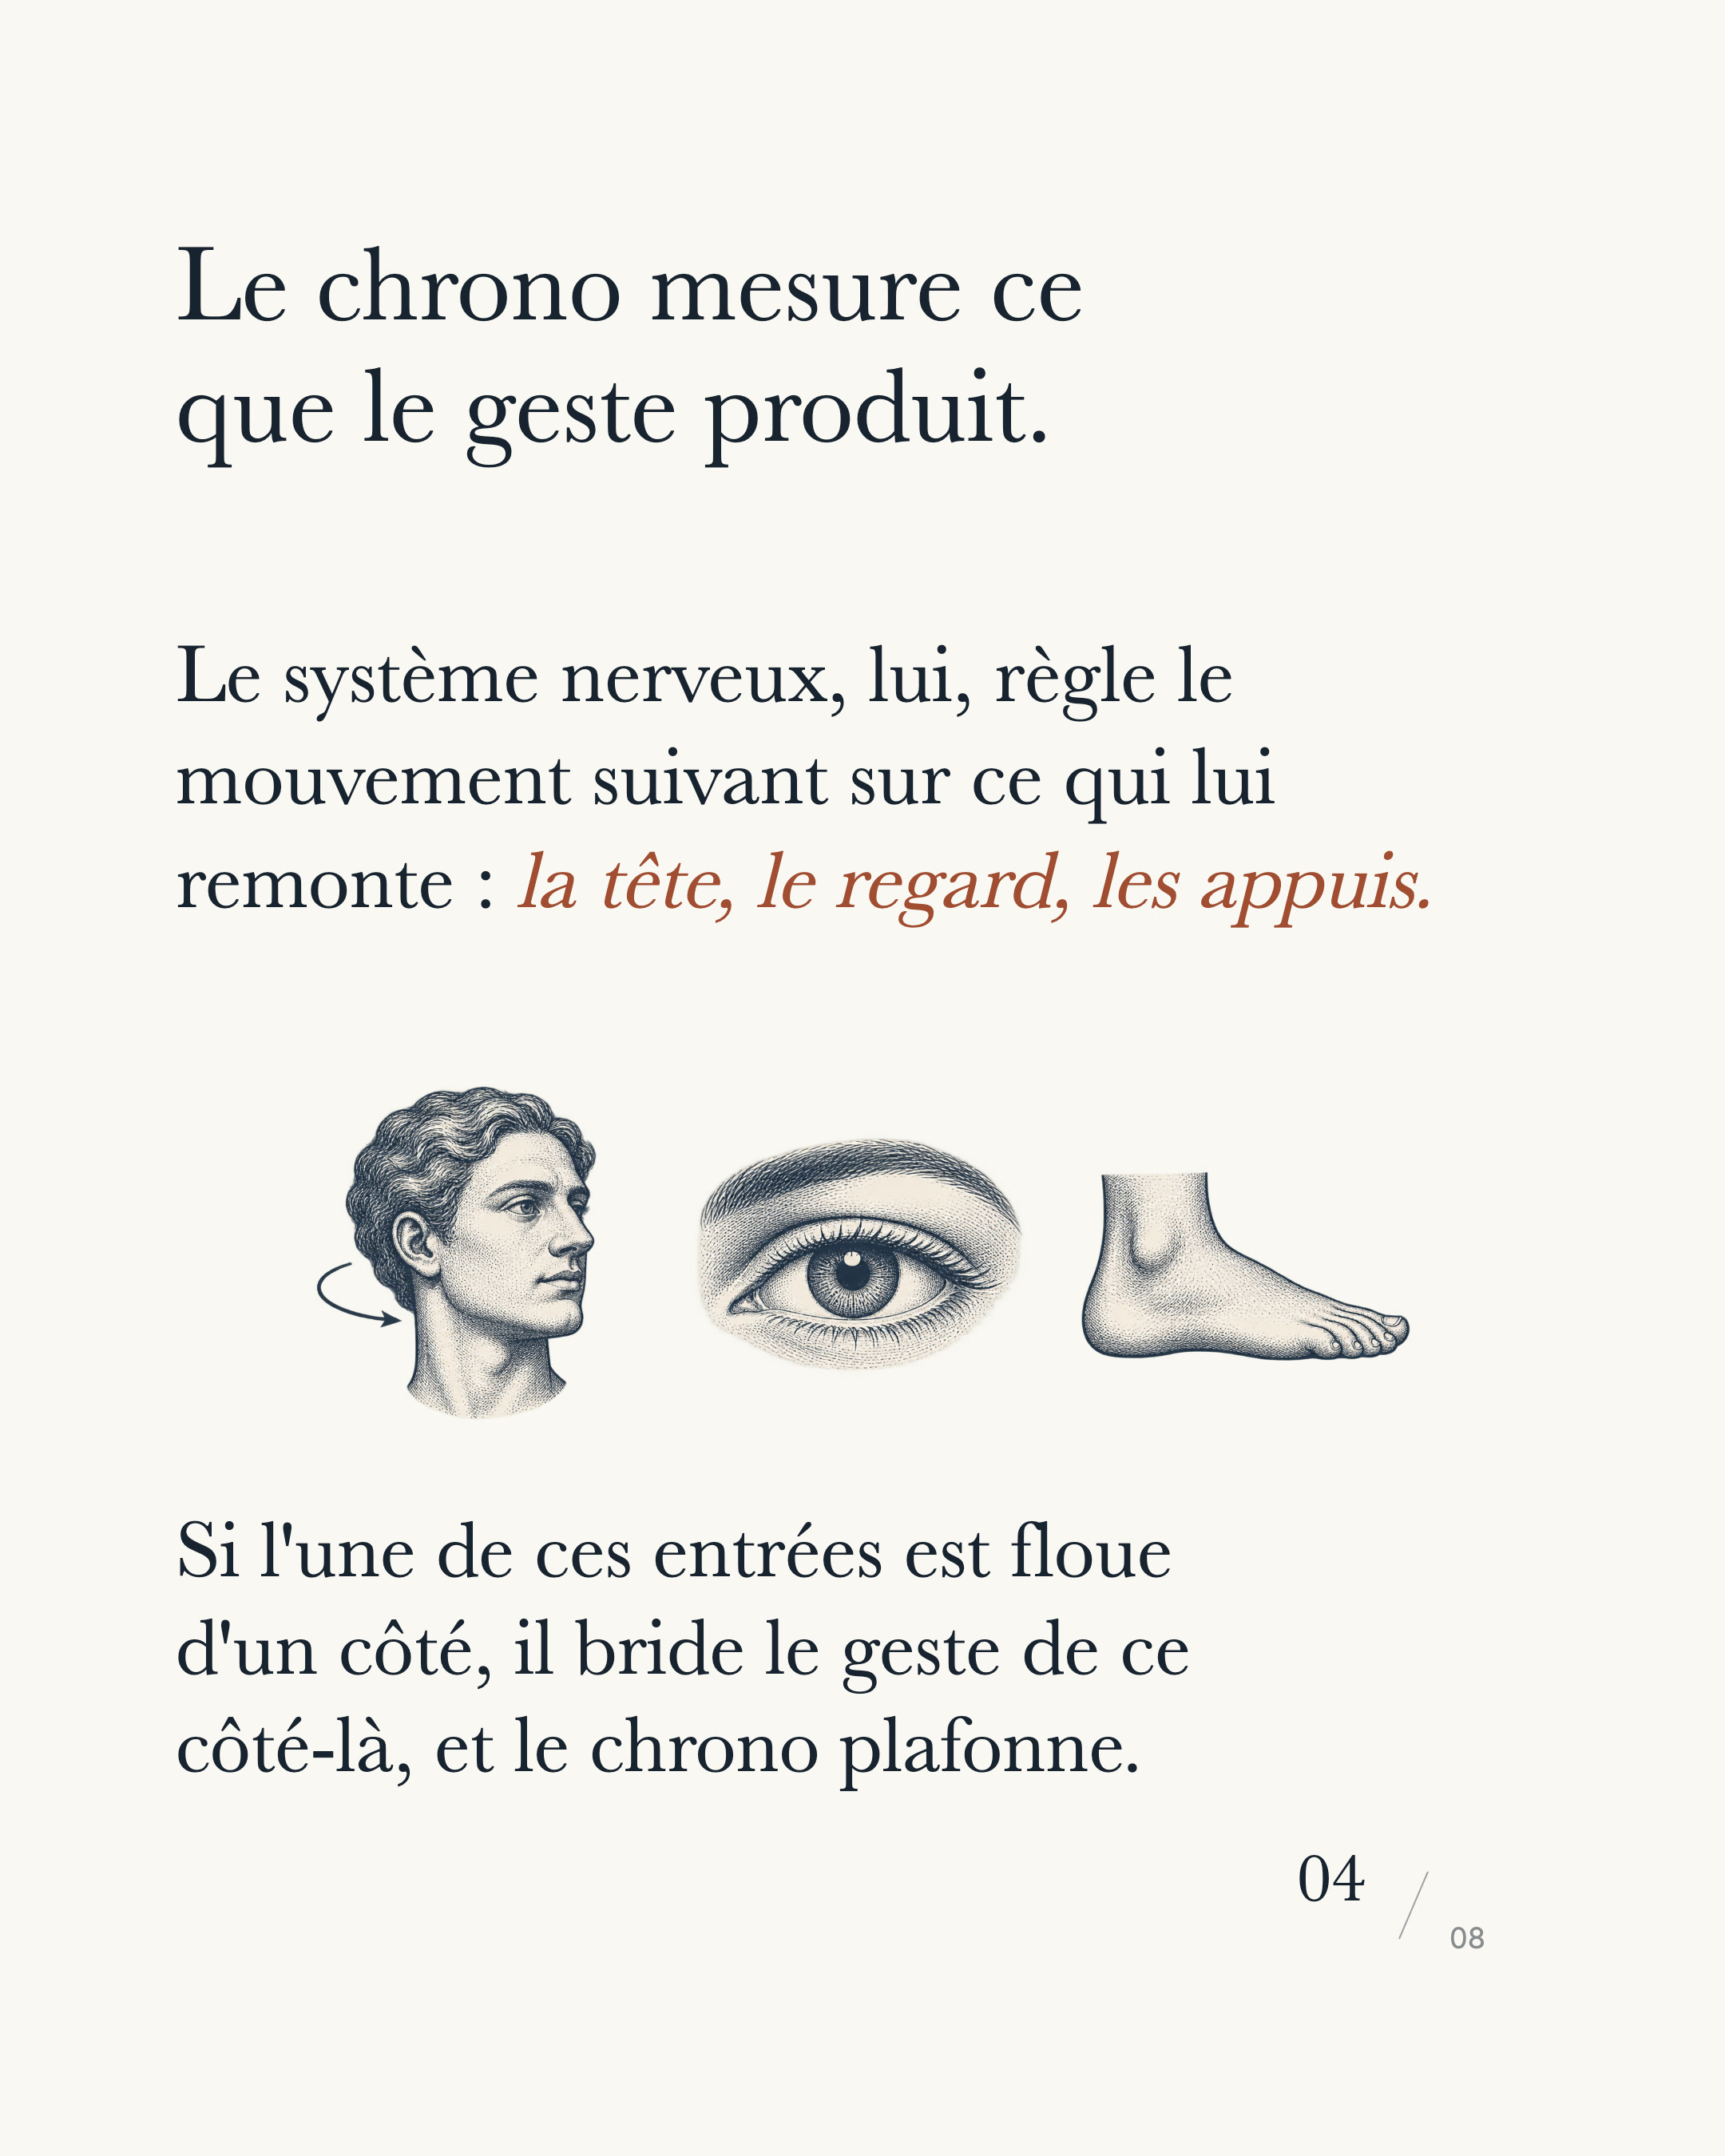 Le chrono mesure ce
que le geste produit.
Le système nerveux, lui, règle le
mouvement suivant sur ce qui lui
remonte : la tête, le regard, les appuis.
Si l'une de ces entrées est floue
d'un côté, il bride le geste de ce
côté-là, et le chrono plafonne.
04 / 08